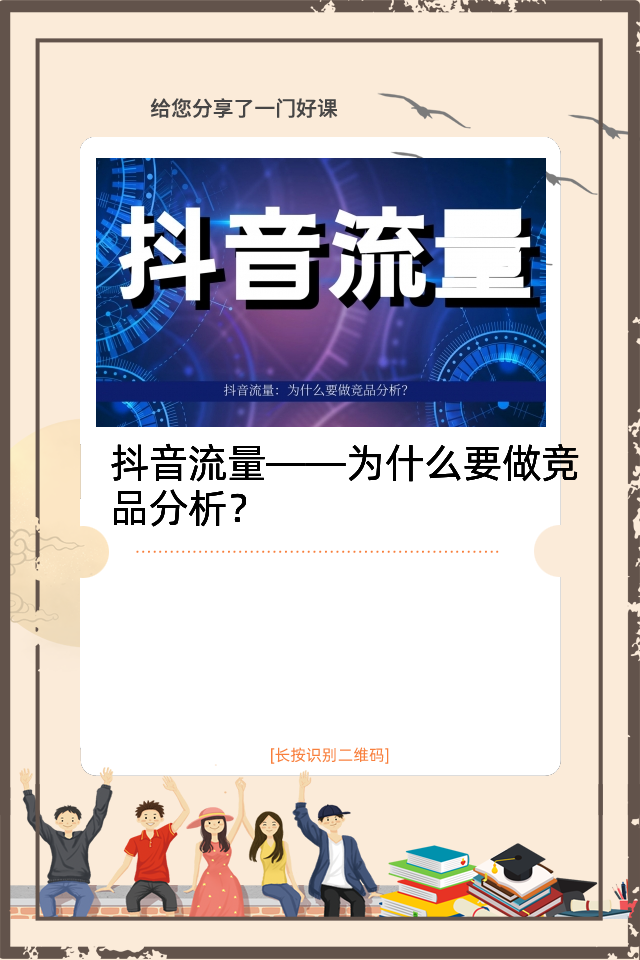 给您分享了一门好课
抖音流量
抖音流量：为什么要做竞品分析？
抖音流量——为什么要做竞
品分析？
[长按识别二维码]